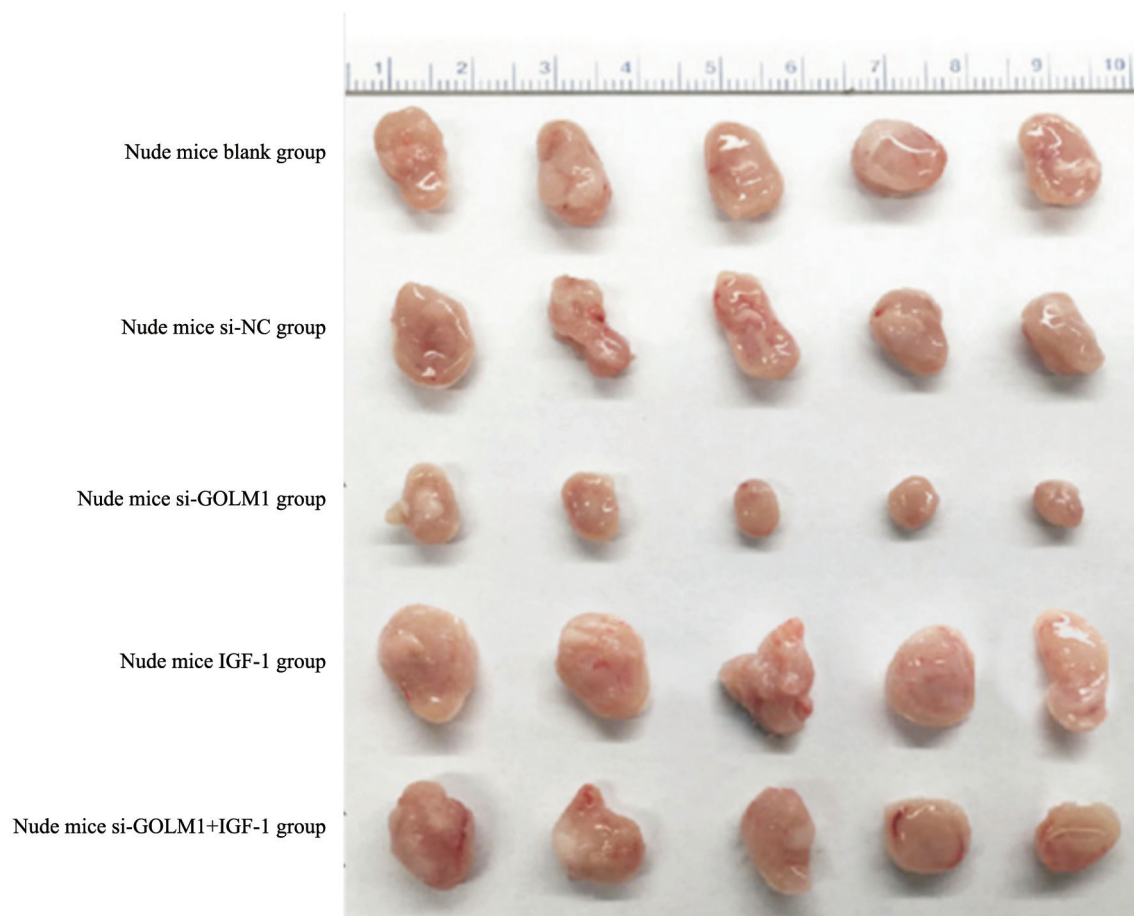 1 2 3 4 5 6 7 8 9 10
Nude mice blank group
Nude mice si-NC group
Nude mice si-GOLM1 group
Nude mice IGF-1 group
Nude mice si-GOLM1+IGF-1 group